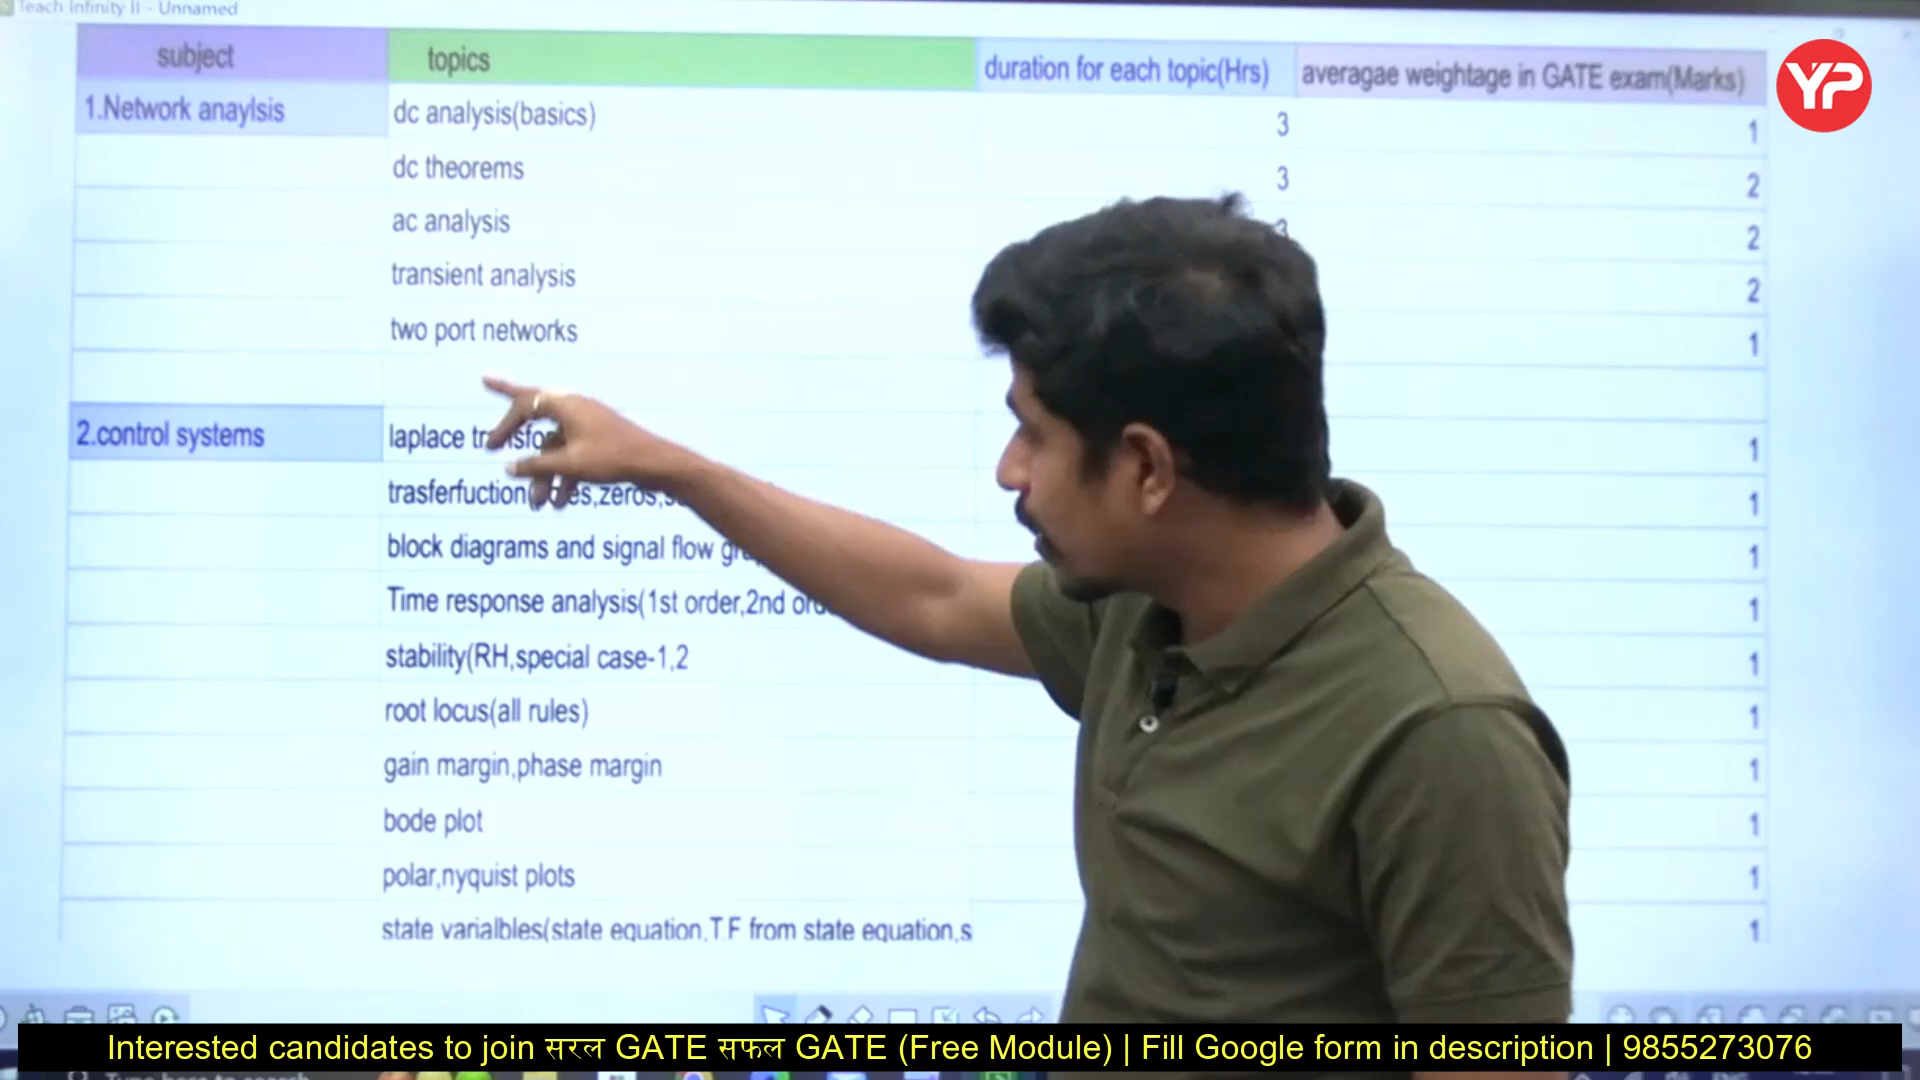 Teach Infinity II - Unnamed
subject topics duration for each topic(Hrs) averagae weightage in GATE exam(Marks)
YP
1.Network anaylsis dc analysis(basics) 3 1
dc theorems 3 2
ac analysis 3 2
transient analysis 2
two port networks 1
2.control systems laplace 1
trasferfuction 1
block diagrams and signal flow 1
Time response analysis(1st order,2nd 1
stability(RH,special case-1,2 1
root locus(all rules) 1
gain margin,phase margin 1
bode plot 1
polar,nyquist plots 1
state varialbles(state equation,T.F from state equation,s 1
Interested candidates to join सरल GATE सफल GATE (Free Module) | Fill Google form in description | 9855273076